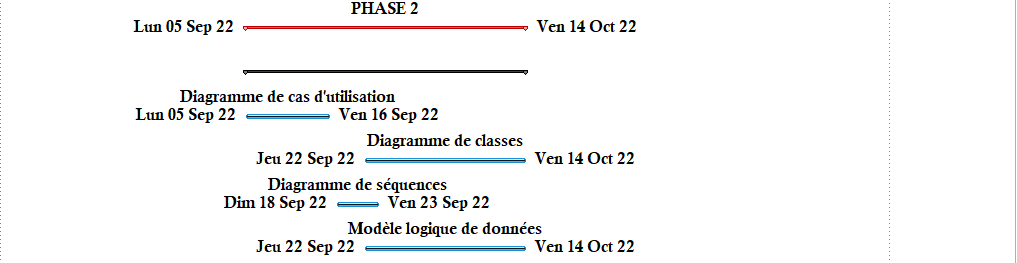 PHASE 2
Lun 05 Sep 22 Ven 14 Oct 22
Diagramme de cas d'utilisation
Lun 05 Sep 22 Ven 16 Sep 22
Diagramme de classes
Jeu 22 Sep 22 Ven 14 Oct 22
Diagramme de séquences
Dim 18 Sep 22 Ven 23 Sep 22
Modèle logique de données
Jeu 22 Sep 22 Ven 14 Oct 22